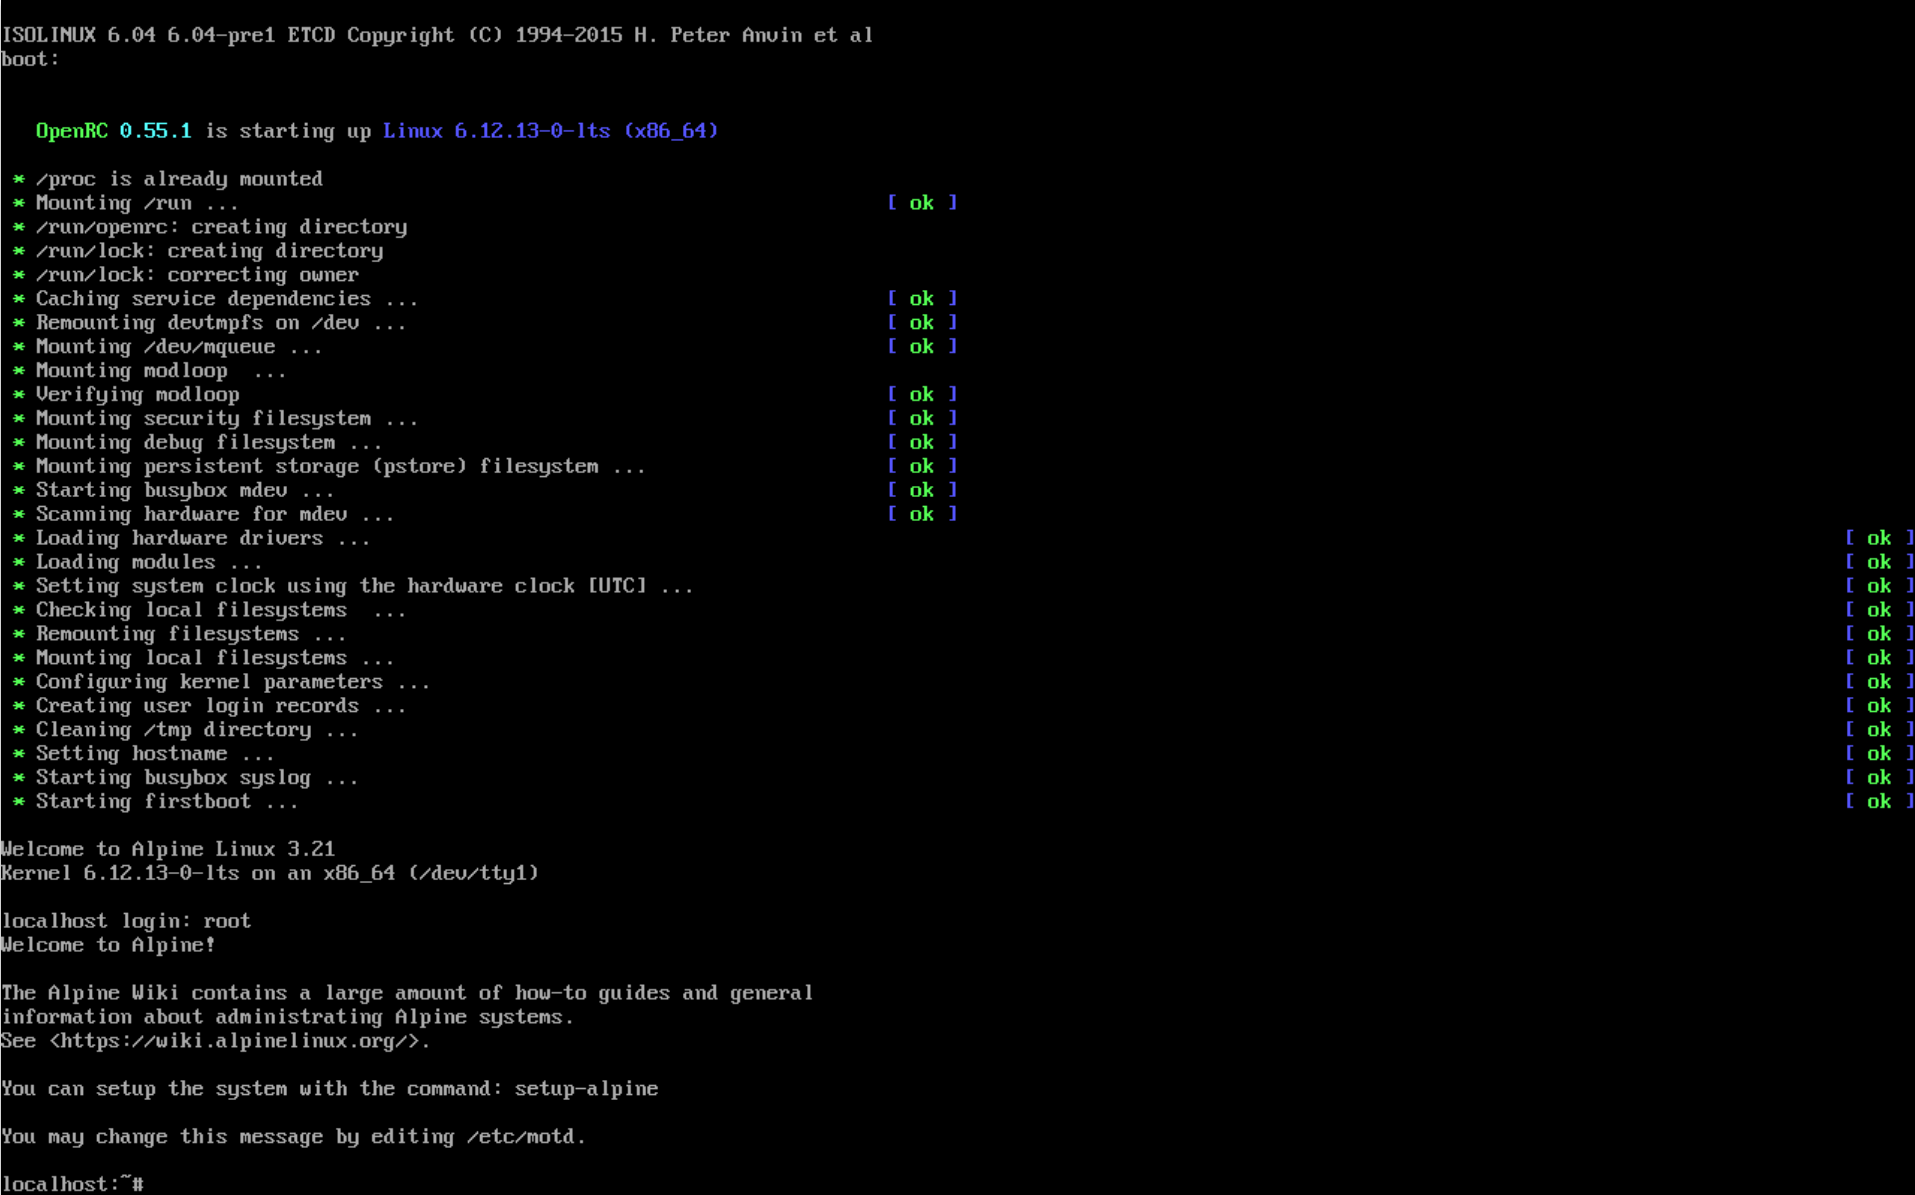 ISOLINUX 6.04 6.04-pre1 ETCD Copyright (C) 1994-2015 H. Peter Anvin et al
boot:
OpenRC 0.55.1 is starting up Linux 6.12.13-0-lts (x86_64)
* /proc is already mounted
* Mounting /run ... [ ok ]
* /run/openrc: creating directory
* /run/lock: creating directory
* /run/lock: correcting owner
* Caching service dependencies ... [ ok ]
* Remounting devtmpfs on /dev ... [ ok ]
* Mounting /dev/mqueue ... [ ok ]
* Mounting modloop  ...
* Verifying modloop [ ok ]
* Mounting security filesystem ... [ ok ]
* Mounting debug filesystem ... [ ok ]
* Mounting persistent storage (pstore) filesystem ... [ ok ]
* Starting busybox mdev ... [ ok ]
* Scanning hardware for mdev ... [ ok ]
* Loading hardware drivers ... [ ok ]
* Loading modules ... [ ok ]
* Setting system clock using the hardware clock [UTC] ... [ ok ]
* Checking local filesystems  ... [ ok ]
* Remounting filesystems ... [ ok ]
* Mounting local filesystems ... [ ok ]
* Configuring kernel parameters ... [ ok ]
* Creating user login records ... [ ok ]
* Cleaning /tmp directory ... [ ok ]
* Setting hostname ... [ ok ]
* Starting busybox syslog ... [ ok ]
* Starting firstboot ... [ ok ]
Welcome to Alpine Linux 3.21
Kernel 6.12.13-0-lts on an x86_64 (/dev/tty1)
localhost login: root
Welcome to Alpine!
The Alpine Wiki contains a large amount of how-to guides and general
information about administrating Alpine systems.
See <https://wiki.alpinelinux.org/>.
You can setup the system with the command: setup-alpine
You may change this message by editing /etc/motd.
localhost:~#